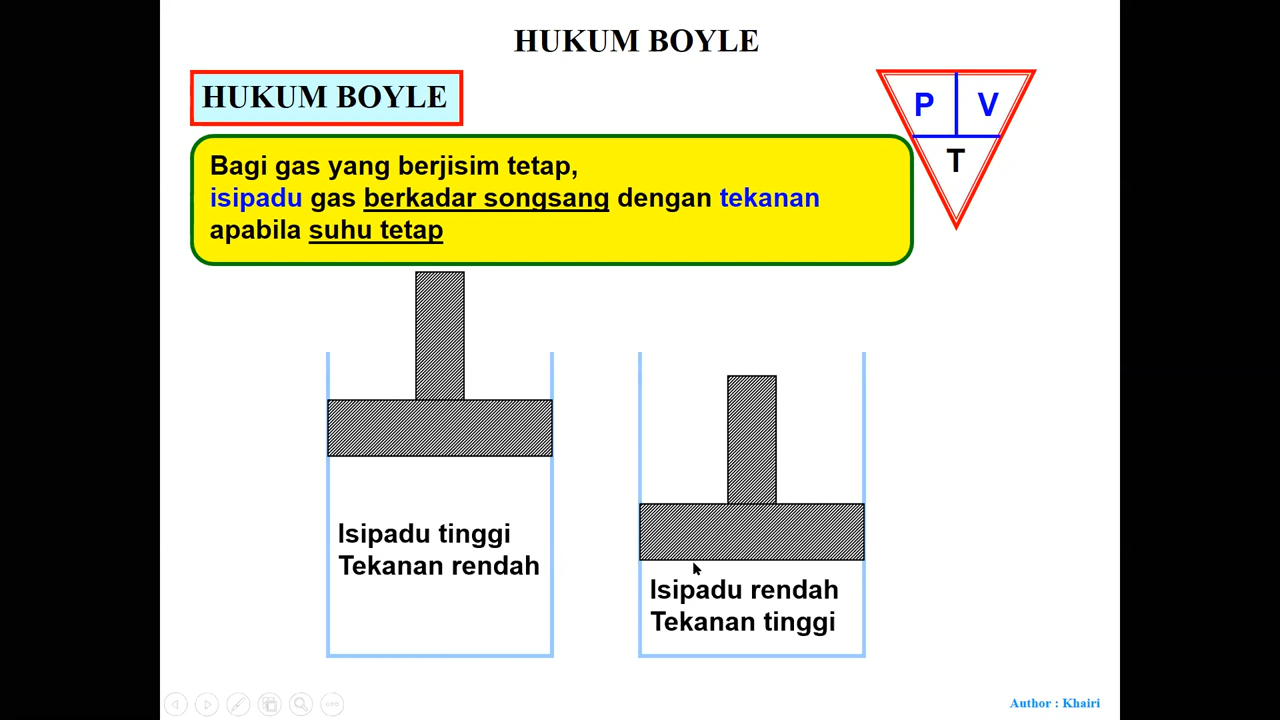 HUKUM BOYLE
HUKUM BOYLE
P V
T
Bagi gas yang berjisim tetap,
isipadu gas berkadar songsang dengan tekanan
apabila suhu tetap
Isipadu tinggi
Tekanan rendah
Isipadu rendah
Tekanan tinggi
Author : Khairi